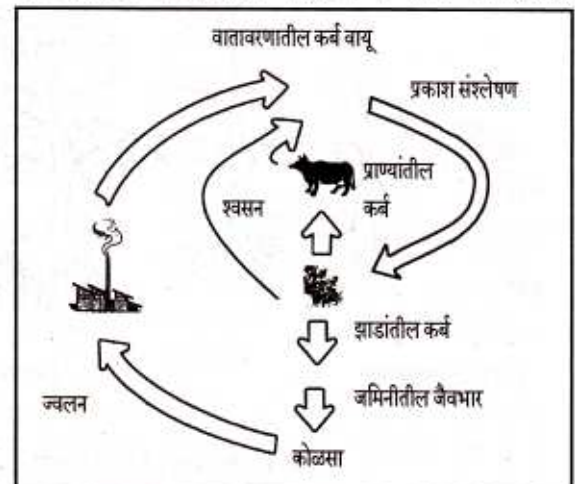 वातावरणातील कर्ब वायू
प्रकाश संश्लेषण
प्राण्यांतील
कर्ब
श्वसन
झाडांतील कर्ब
जमिनीतील जैवभार
ज्वलन
कोळसा